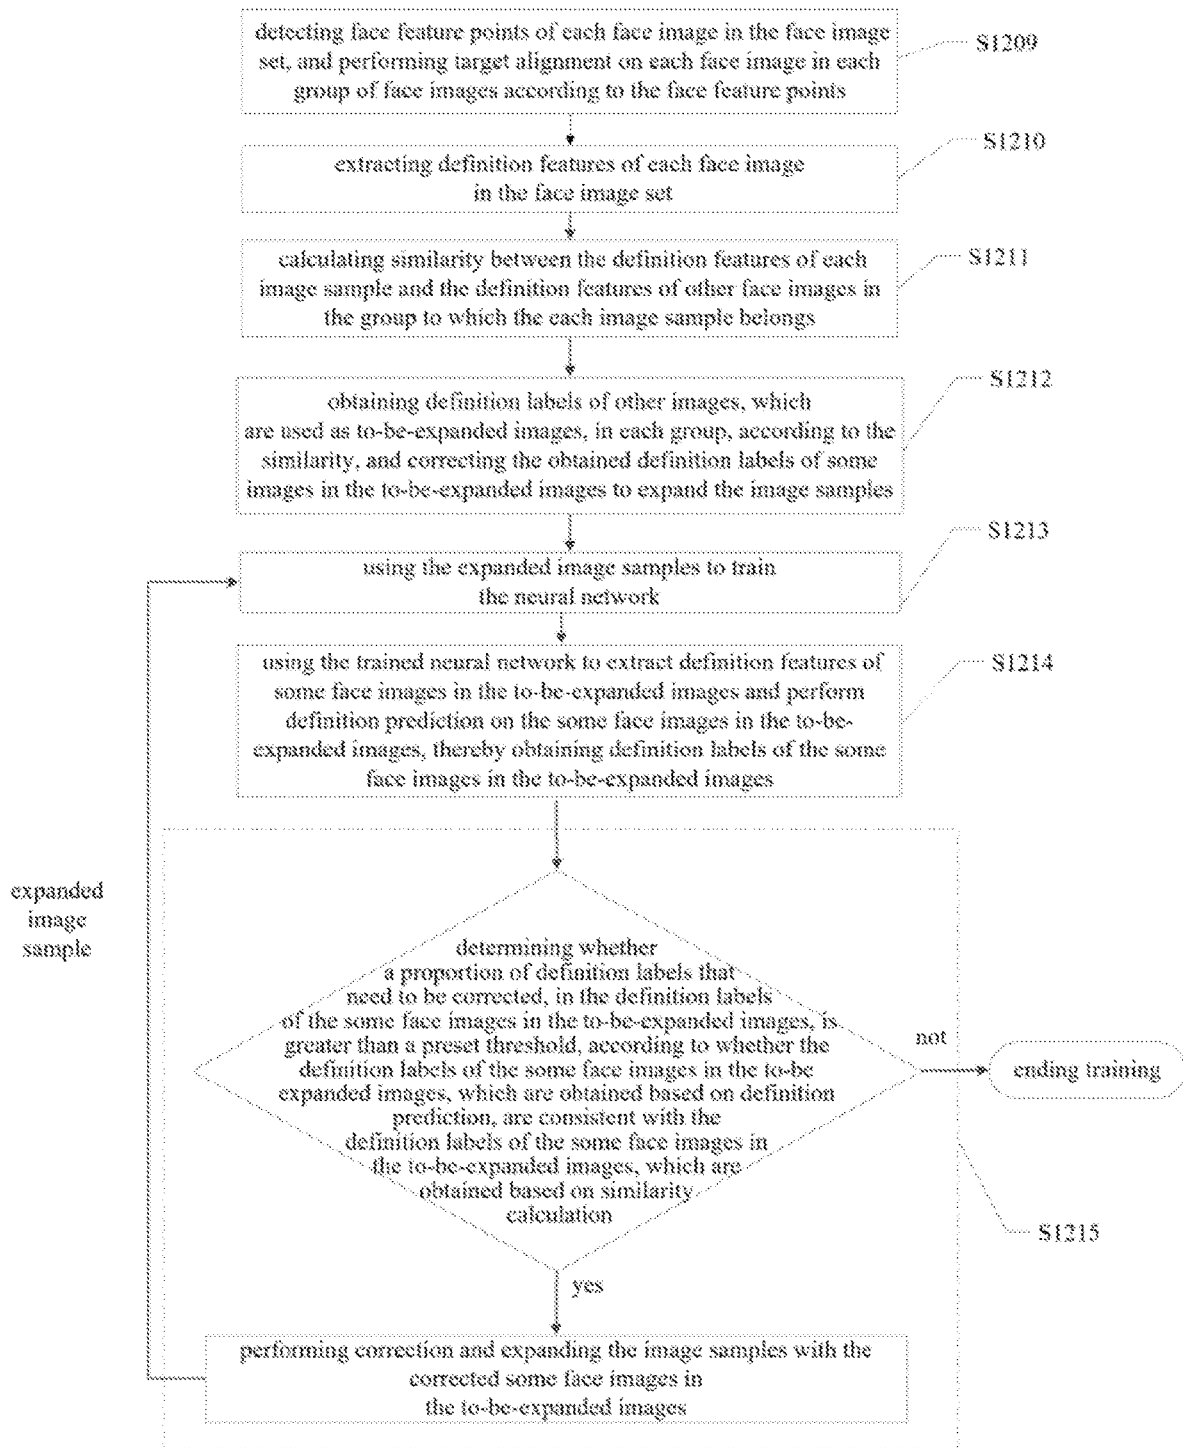 detecting face feature points of each face image in the face image
set, and performing target alignment on each face image in each
group of face images according to the face feature points
S1209
extracting definition features of each face image
in the face image set
S1210
calculating similarity between the definition features of each
image sample and the definition features of other face images in
the group to which the each image sample belongs
S1211
obtaining definition labels of other images, which
are used as to-be-expanded images, in each group, according to the
similarity, and correcting the obtained definition labels of some
images in the to-be-expanded images to expand the image samples
S1212
using the expanded image samples to train
the neural network
S1213
using the trained neural network to extract definition features of
some face images in the to-be-expanded images and perform
definition prediction on the some face images in the to-be-
expanded images, thereby obtaining definition labels of the some
face images in the to-be-expanded images
S1214
expanded
image
sample
determining whether
a proportion of definition labels that
need to be corrected, in the definition labels
of the some face images in the to-be-expanded images, is
greater than a preset threshold, according to whether the
definition labels of the some face images in the to-be
expanded images, which are obtained based on definition
prediction, are consistent with the
definition labels of the some face images in
the to-be-expanded images, which are
obtained based on similarity
calculation
not
ending training
S1215
yes
performing correction and expanding the image samples with the
corrected some face images in
the to-be-expanded images